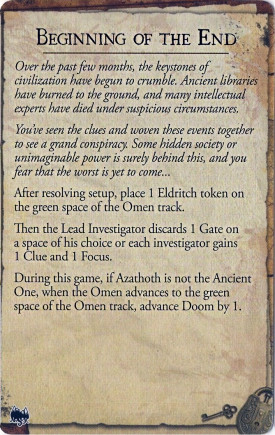 Beginning of the End
Over the past few months, the keystones of
civilization have begun to crumble. Ancient libraries
have burned to the ground, and many intellectual
experts have died under suspicious circumstances.
You've seen the clues and woven these events together
to see a grand conspiracy. Some hidden society or
unimaginable power is surely behind this, and you
fear that the worst is yet to come...
After resolving setup, place 1 Eldritch token on
the green space of the Omen track.
Then the Lead Investigator discards 1 Gate on
a space of his choice or each investigator gains
1 Clue and 1 Focus.
During this game, if Azathoth is not the Ancient
One, when the Omen advances to the green
space of the Omen track, advance Doom by 1.